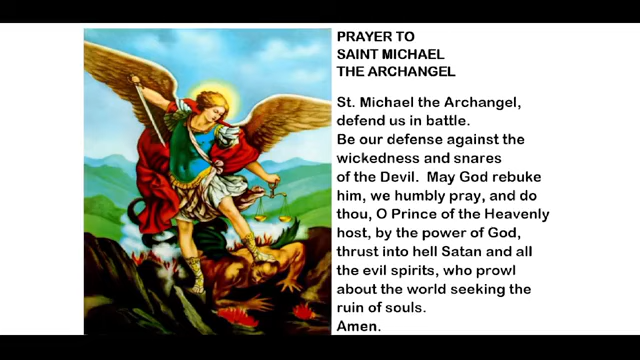 PRAYER TO
SAINT MICHAEL
THE ARCHANGEL
St. Michael the Archangel,
defend us in battle.
Be our defense against the
wickedness and snares
of the Devil. May God rebuke
him, we humbly pray, and do
thou, O Prince of the Heavenly
host, by the power of God,
thrust into hell Satan and all
the evil spirits, who prowl
about the world seeking the
ruin of souls.
Amen.